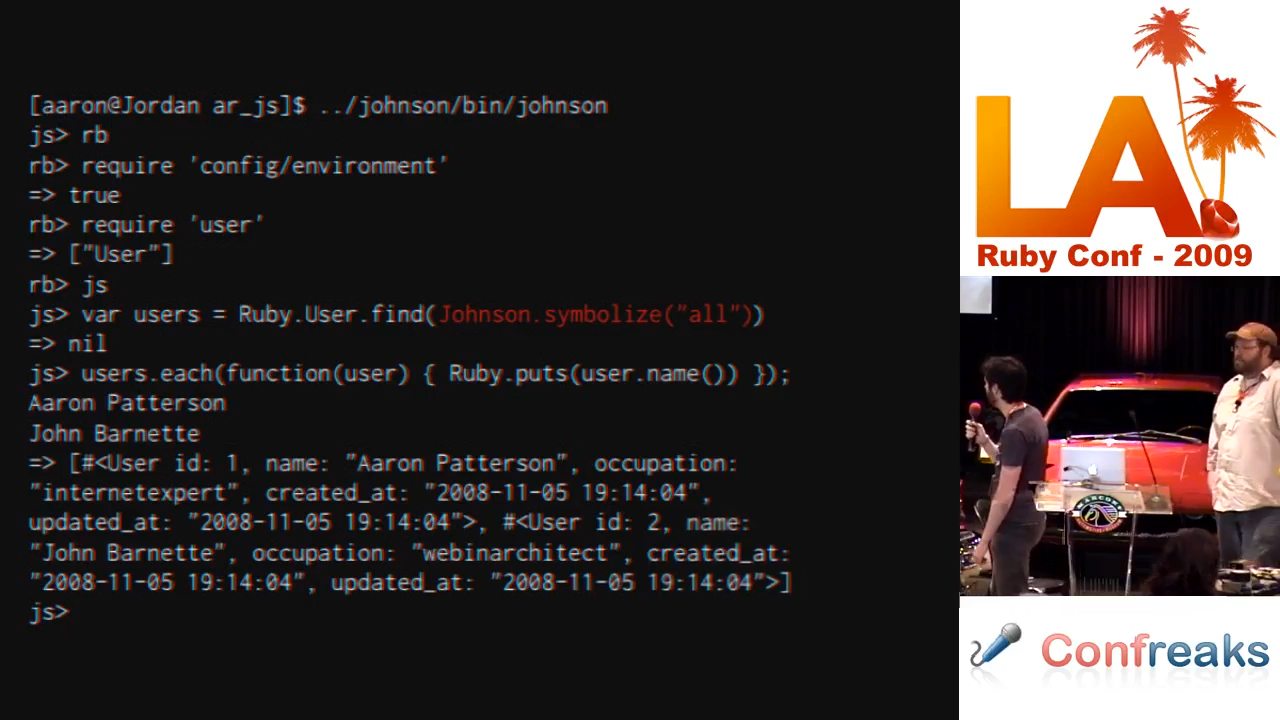 [aaron@Jordan ar_js]$ ../johnson/bin/johnson
js> rb
rb> require 'config/environment'
=> true
rb> require 'user'
=> ["User"]
rb> js
js> var users = Ruby.User.find(Johnson.symbolize("all"))
=> nil
js> users.each(function(user) { Ruby.puts(user.name()) });
Aaron Patterson
John Barnette
=> [#<User id: 1, name: "Aaron Patterson", occupation:
"internetexpert", created_at: "2008-11-05 19:14:04",
updated_at: "2008-11-05 19:14:04">, #<User id: 2, name:
"John Barnette", occupation: "webinarchitect", created_at:
"2008-11-05 19:14:04", updated_at: "2008-11-05 19:14:04">]
js>
LA
Ruby Conf - 2009
Confreaks